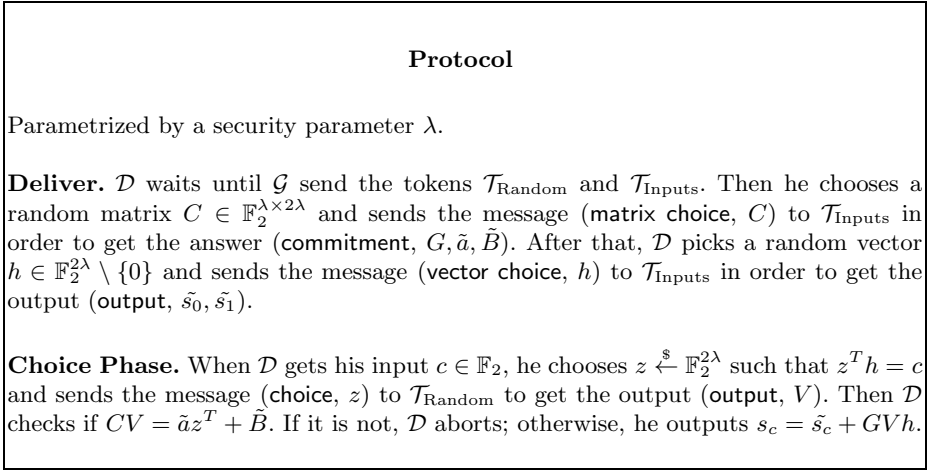 Protocol
Parametrized by a security parameter λ.
Deliver. 𝒟 waits until 𝒢 send the tokens 𝒯_Random and 𝒯_Inputs. Then he chooses a
random matrix C ∈ 𝔽_2^{λ×2λ} and sends the message (matrix choice, C) to 𝒯_Inputs in
order to get the answer (commitment, G, ã, B̃). After that, 𝒟 picks a random vector
h ∈ 𝔽_2^{2λ} \ {0} and sends the message (vector choice, h) to 𝒯_Inputs in order to get the
output (output, s̃_0, s̃_1).
Choice Phase. When 𝒟 gets his input c ∈ 𝔽_2, he chooses z ←^$ 𝔽_2^{2λ} such that z^T h = c
and sends the message (choice, z) to 𝒯_Random to get the output (output, V). Then 𝒟
checks if CV = ãz^T + B̃. If it is not, 𝒟 aborts; otherwise, he outputs s_c = s̃_c + GVh.